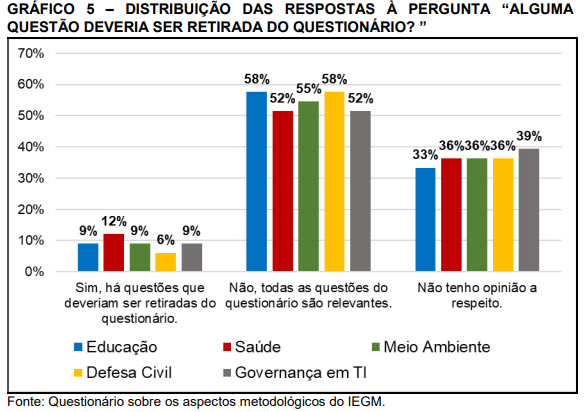 GRÁFICO 5 – DISTRIBUIÇÃO DAS RESPOSTAS À PERGUNTA “ALGUMA
QUESTÃO DEVERIA SER RETIRADA DO QUESTIONÁRIO? ”
70%
60%
50%
40%
30%
20%
10%
0%
9%
12%
9%
6%
9%
58%
52%
55%
58%
52%
33%
36%
36%
36%
39%
Sim, há questões que
deveriam ser retiradas do
questionário.
Não, todas as questões do
questionário são relevantes.
Não tenho opinião a
respeito.
Educação
Saúde
Meio Ambiente
Defesa Civil
Governança em TI
Fonte: Questionário sobre os aspectos metodológicos do IEGM.